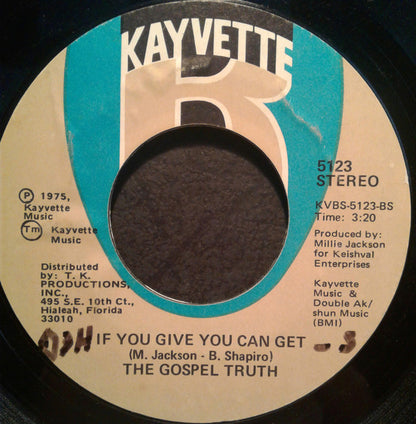 KAYVETTE
K
5123
STEREO
KVBS-5123-BS
Time: 3:20
Ⓟ 1975,
Kayvette
Music
Tm Kayvette
Music
Produced by:
Millie Jackson
for Keishval
Enterprises
Distributed
by: T. K.
PRODUCTIONS,
INC.,
495 S.E. 10th Ct.,
Hialeah, Florida
33010
Kayvette
Music &
Double Ak/
shun Music
(BMI)
IF YOU GIVE YOU CAN GET
(M. Jackson - B. Shapiro)
THE GOSPEL TRUTH